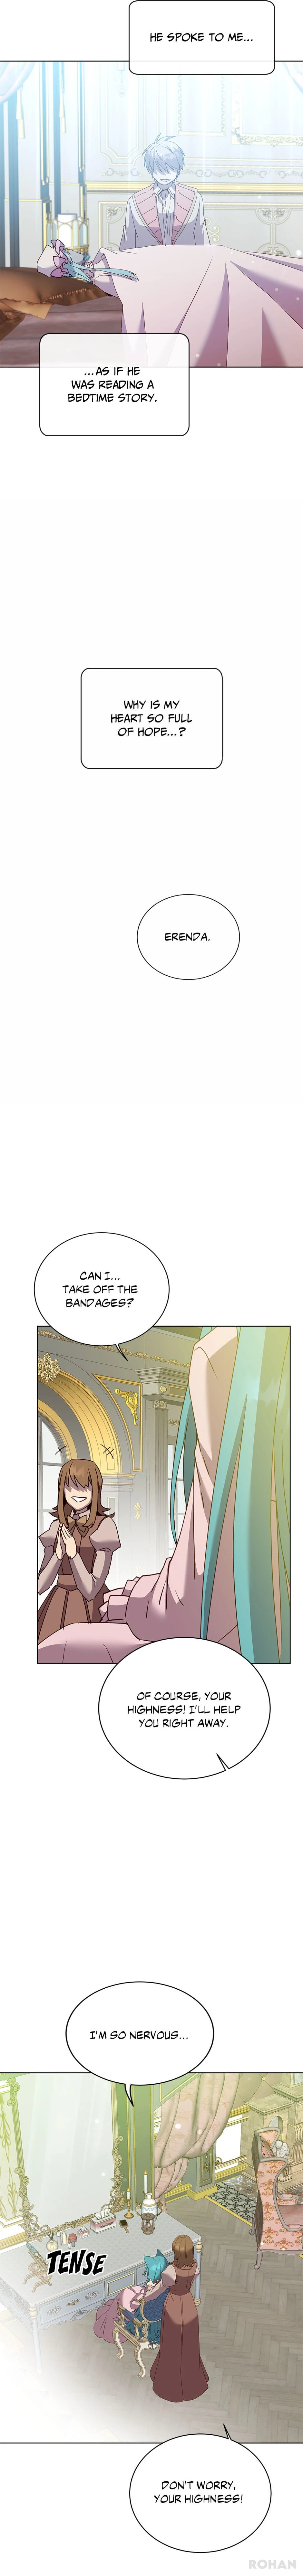 HE SPOKE TO ME...
...AS IF HE
WAS READING A
BEDTIME STORY.
WHY IS MY
HEART SO FULL
OF HOPE...?
ERENDA.
CAN I...
TAKE OFF THE
BANDAGES?
OF COURSE, YOUR
HIGHNESS! I'LL HELP
YOU RIGHT AWAY.
I'M SO NERVOUS...
TENSE
DON'T WORRY,
YOUR HIGHNESS!
ROHAN